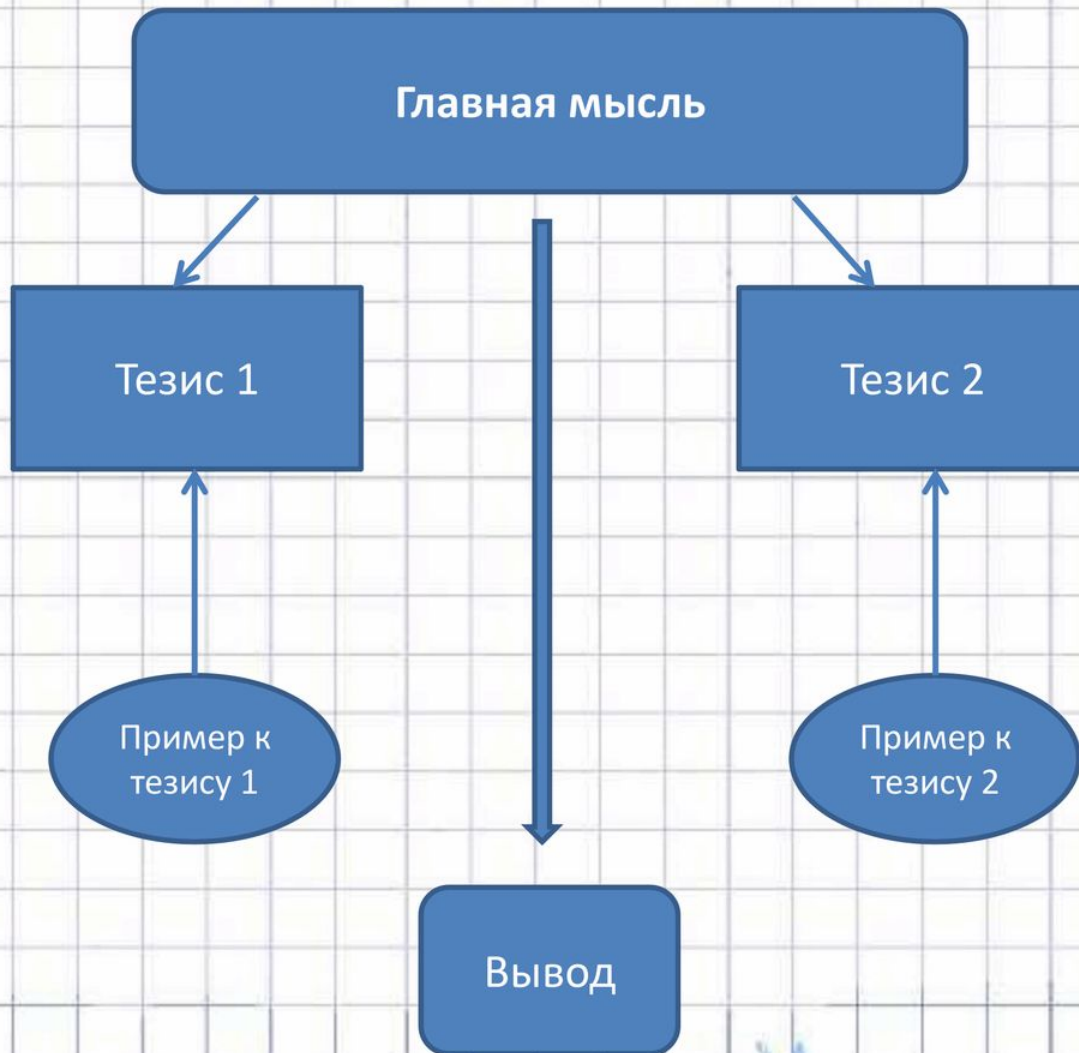 Главная мысль
Тезис 1
Тезис 2
Пример к
тезису 1
Пример к
тезису 2
Вывод